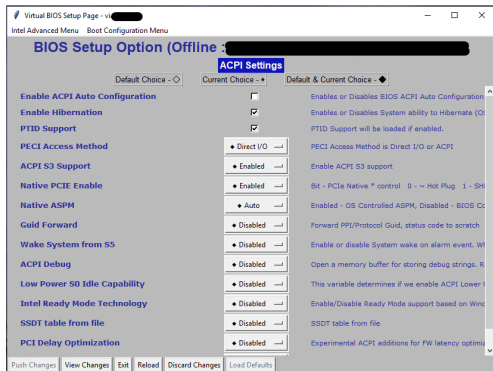 Virtual BIOS Setup Page - vi
Intel Advanced Menu Boot Configuration Menu
BIOS Setup Option (Offline :
ACPI Settings
Default Choice - ◇ Current Choice - ◆ Default & Current Choice - ◆
Enable ACPI Auto Configuration Enables or Disables BIOS ACPI Auto Configuration
Enable Hibernation Enables or Disables System ability to Hibernate (OS
PTID Support PTID Support will be loaded if enabled.
PECI Access Method ◆ Direct I/O PECI Access Method is Direct I/O or ACPI
ACPI S3 Support ◆ Enabled Enable ACPI S3 support
Native PCIE Enable ◆ Enabled Bit - PCIe Native * control 0 - ~ Hot Plug 1 - SH
Native ASPM ◆ Auto Enabled - OS Controlled ASPM, Disabled - BIOS Co
Guid Forward ◆ Disabled Forward PPI/Protocol Guid, status code to scratch
Wake System from S5 ◆ Disabled Enable or disable System wake on alarm event. W
ACPI Debug ◆ Disabled Open a memory buffer for storing debug strings. R
Low Power S0 Idle Capability ◆ Disabled This variable determines if we enable ACPI Lower
Intel Ready Mode Technology ◆ Disabled Enable/Disable Ready Mode support based on Wind
SSDT table from file ◆ Disabled SSDT table from file
PCI Delay Optimization ◆ Disabled Experimental ACPI additions for FW latency optimiz
Push Changes View Changes Exit Reload Discard Changes Load Defaults